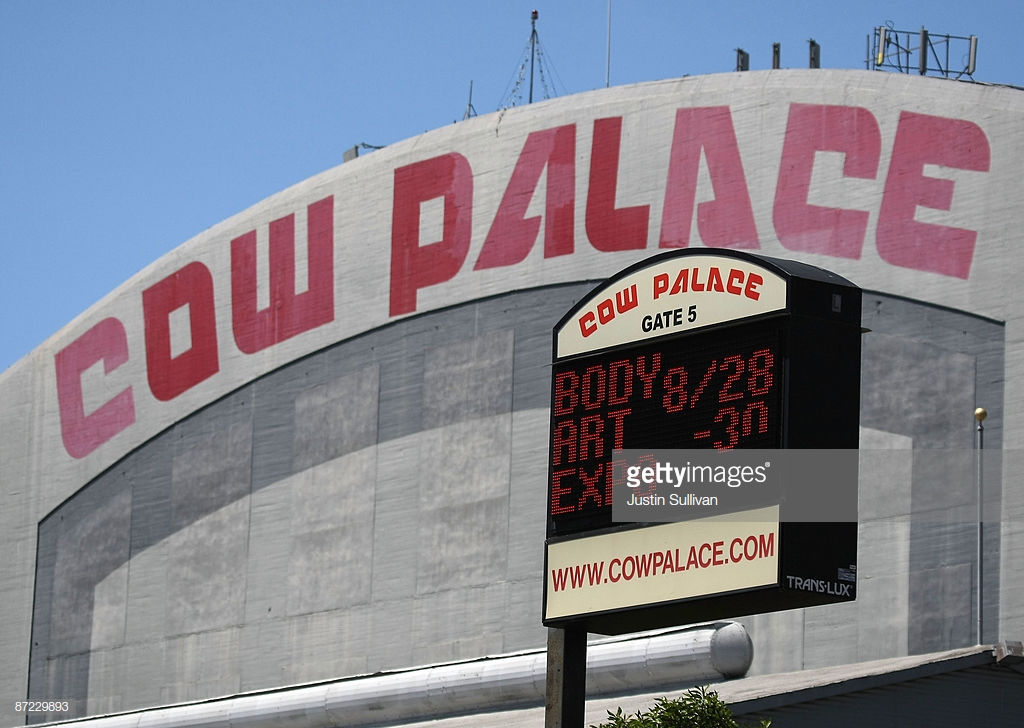 COW PALACE
COW PALACE
GATE 5
BODY 8/28
ART -30
EXPO
WWW.COWPALACE.COM
TRANS-LUX
gettyimages
Justin Sullivan
87229893